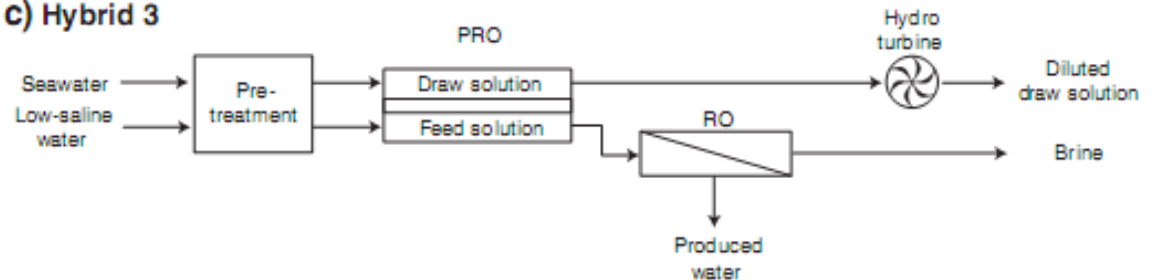 c) Hybrid 3
PRO
Hydro
turbine
Seawater
Low-saline
water
Pre-
treatment
Draw solution
Feed solution
RO
Diluted
draw solution
Brine
Produced
water